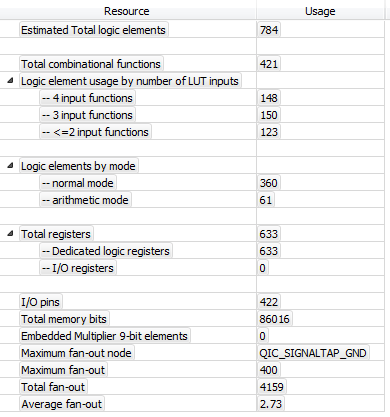 Resource Usage
Estimated Total logic elements 784
Total combinational functions 421
Logic element usage by number of LUT inputs
-- 4 input functions 148
-- 3 input functions 150
-- <=2 input functions 123
Logic elements by mode
-- normal mode 360
-- arithmetic mode 61
Total registers 633
-- Dedicated logic registers 633
-- I/O registers 0
I/O pins 422
Total memory bits 86016
Embedded Multiplier 9-bit elements 0
Maximum fan-out node QIC_SIGNALTAP_GND
Maximum fan-out 400
Total fan-out 4159
Average fan-out 2.73